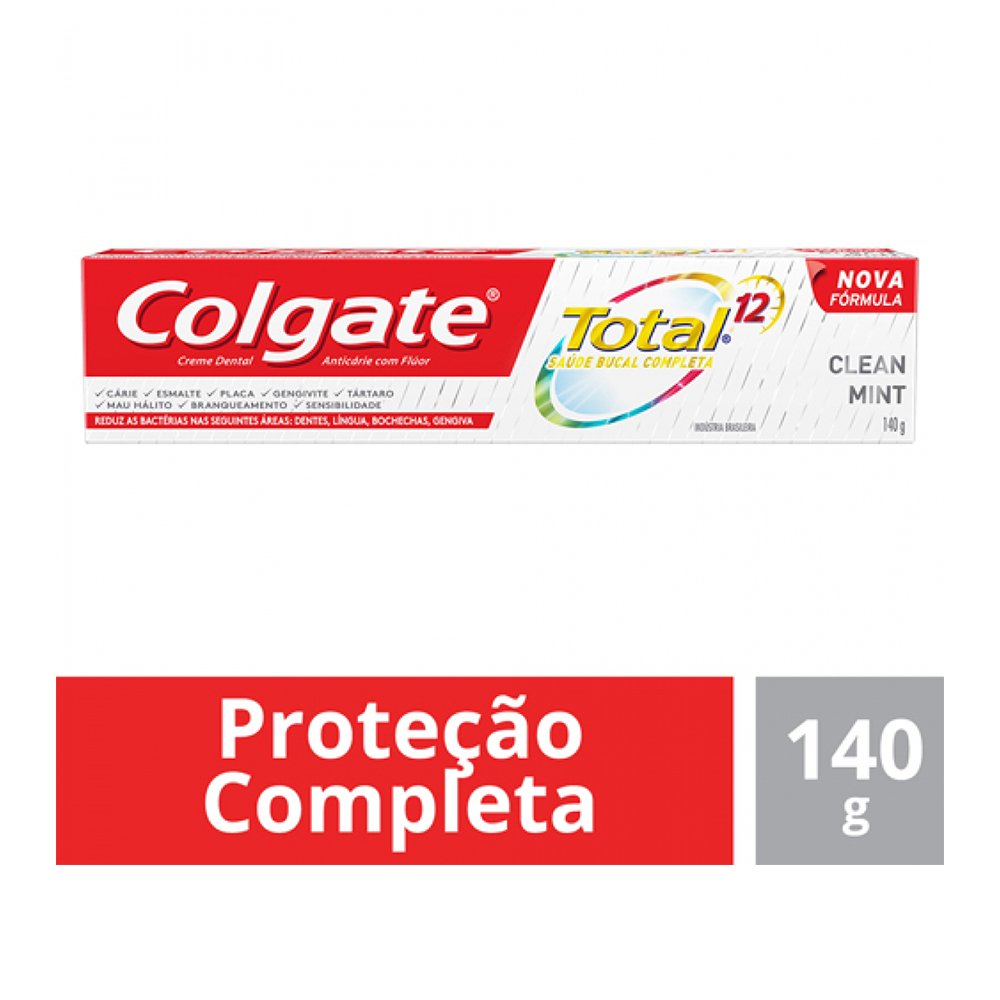 Colgate®
Creme Dental Anticárie com Flúor
✓ CÁRIE ✓ ESMALTE ✓ PLACA ✓ GENGIVITE ✓ TÁRTARO
✓ MAU HÁLITO ✓ BRANQUEAMENTO ✓ SENSIBILIDADE
REDUZ AS BACTÉRIAS NAS SEGUINTES ÁREAS: DENTES, LÍNGUA, BOCHECHAS, GENGIVA
Total®12
SAÚDE BUCAL COMPLETA
INDÚSTRIA BRASILEIRA
NOVA
FÓRMULA
CLEAN
MINT
140 g
Proteção
Completa
140
g